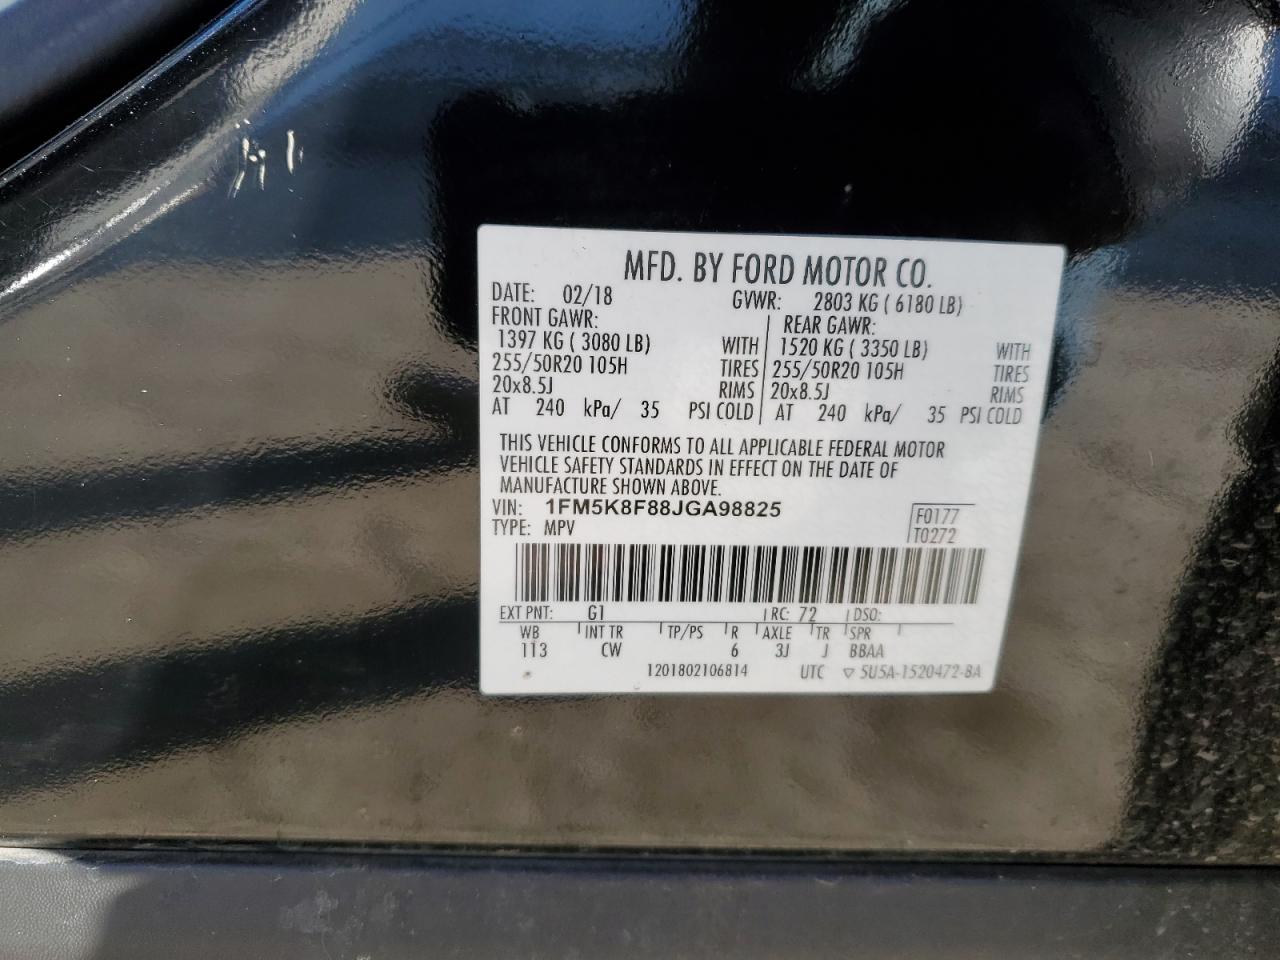 MFD. BY FORD MOTOR CO.
DATE: 02/18 GVWR: 2803 KG ( 6180 LB)
FRONT GAWR: REAR GAWR:
1397 KG ( 3080 LB) WITH 1520 KG ( 3350 LB) WITH
255/50R20 105H TIRES 255/50R20 105H TIRES
20x8.5J RIMS 20x8.5J RIMS
AT 240 kPa/ 35 PSI COLD AT 240 kPa/ 35 PSI COLD
THIS VEHICLE CONFORMS TO ALL APPLICABLE FEDERAL MOTOR
VEHICLE SAFETY STANDARDS IN EFFECT ON THE DATE OF
MANUFACTURE SHOWN ABOVE.
VIN: 1FM5K8F88JGA98825 F0177
TYPE: MPV T0272
EXT PNT: G1 RC: 72 DSO:
WB INT TR TP/PS R AXLE TR SPR
113 CW 6 3J J BBAA
1201802106814 UTC ▽ 5U5A-1520472-BA